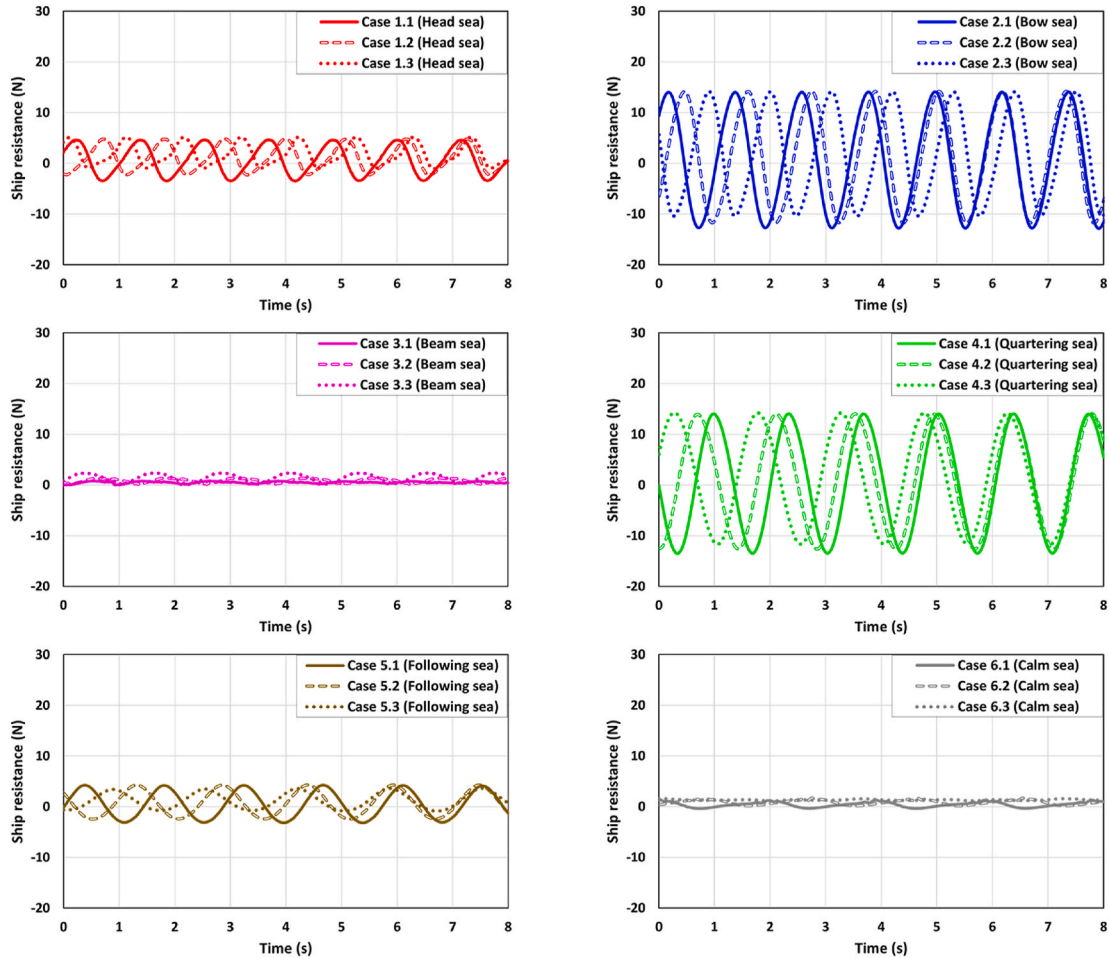 Case 1.1 (Head sea)
Case 1.2 (Head sea)
Case 1.3 (Head sea)
Ship resistance (N)
30
20
10
0
-10
-20
0 1 2 3 4 5 6 7 8
Time (s)
Case 2.1 (Bow sea)
Case 2.2 (Bow sea)
Case 2.3 (Bow sea)
Ship resistance (N)
30
20
10
0
-10
-20
0 1 2 3 4 5 6 7 8
Time (s)
Case 3.1 (Beam sea)
Case 3.2 (Beam sea)
Case 3.3 (Beam sea)
Ship resistance (N)
30
20
10
0
-10
-20
0 1 2 3 4 5 6 7 8
Time (s)
Case 4.1 (Quartering sea)
Case 4.2 (Quartering sea)
Case 4.3 (Quartering sea)
Ship resistance (N)
30
20
10
0
-10
-20
0 1 2 3 4 5 6 7 8
Time (s)
Case 5.1 (Following sea)
Case 5.2 (Following sea)
Case 5.3 (Following sea)
Ship resistance (N)
30
20
10
0
-10
-20
0 1 2 3 4 5 6 7 8
Time (s)
Case 6.1 (Calm sea)
Case 6.2 (Calm sea)
Case 6.3 (Calm sea)
Ship resistance (N)
30
20
10
0
-10
-20
0 1 2 3 4 5 6 7 8
Time (s)